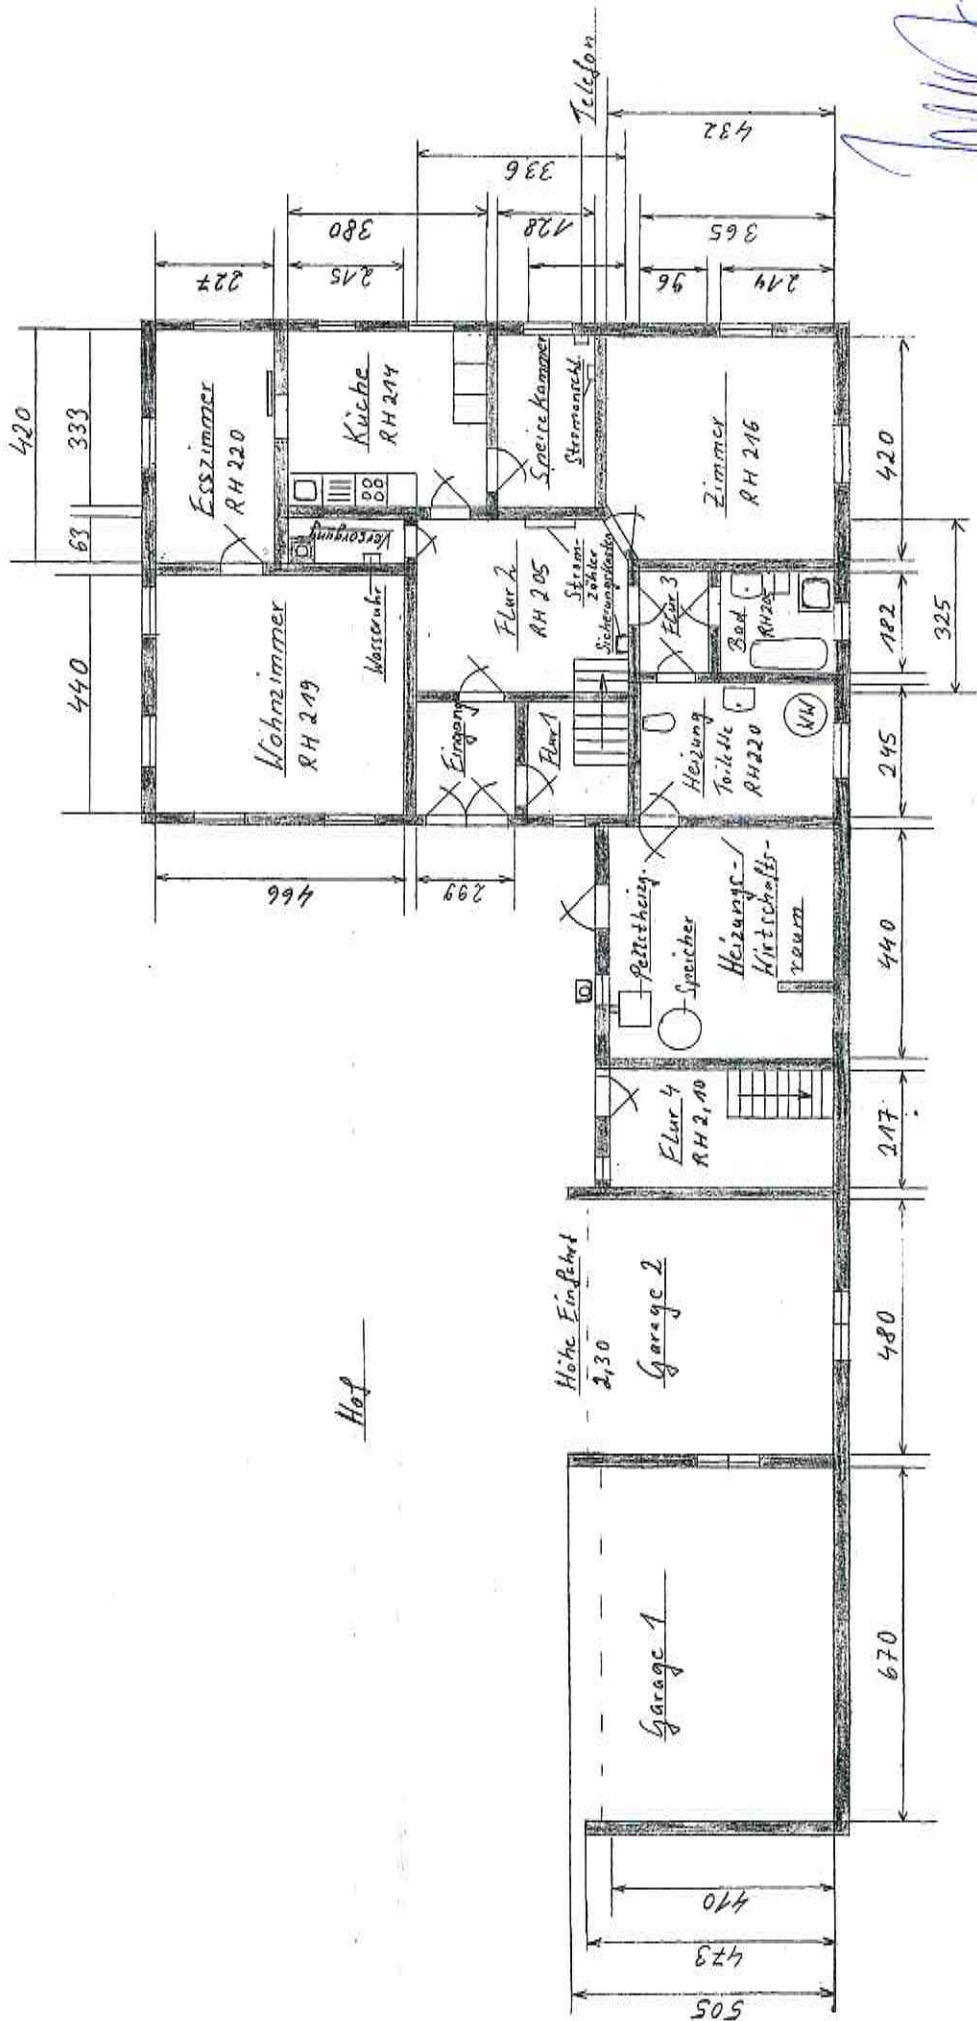 420
333
63
440
227
380
215
336
128
Telefon
432
365
96
214
Esszimmer
RH 220
Küche
RH 214
Speisekammer
Stromanschl.
Zimmer
RH 216
420
Versorgung
Wasseruhr
Wohnzimmer
RH 219
Flur 2
RH 205
Strom-
zähler
Sicherungskasten
Flur 3
Bad
RH 205
182
325
Eingang
Flur 1
Heizung
Toilette
RH 220
WW
245
466
299
Pelletheizg.
Speicher
Heizungs-/
Wirtschafts-
raum
440
Flur 4
RH 2,10
217
Hof
Höhe Einfahrt
2,30
Garage 2
480
Garage 1
670
410
473
505